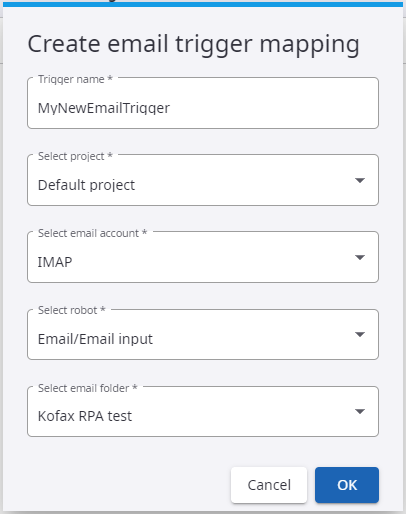 Create email trigger mapping
Trigger name *
MyNewEmailTrigger
Select project *
Default project
Select email account *
IMAP
Select robot *
Email/Email input
Select email folder *
Kofax RPA test
Cancel
OK